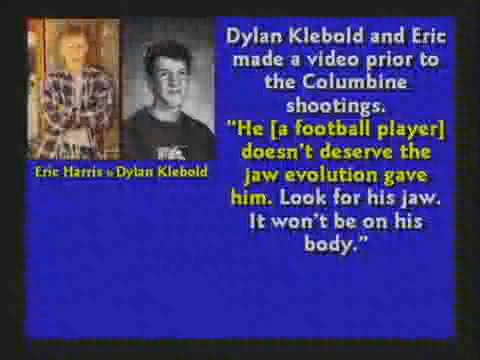 Dylan Klebold and Eric
made a video prior to
the Columbine
shootings.
"He [a football player]
doesn't deserve the
jaw evolution gave
him. Look for his jaw.
It won't be on his
body."
Eric Harris & Dylan Klebold